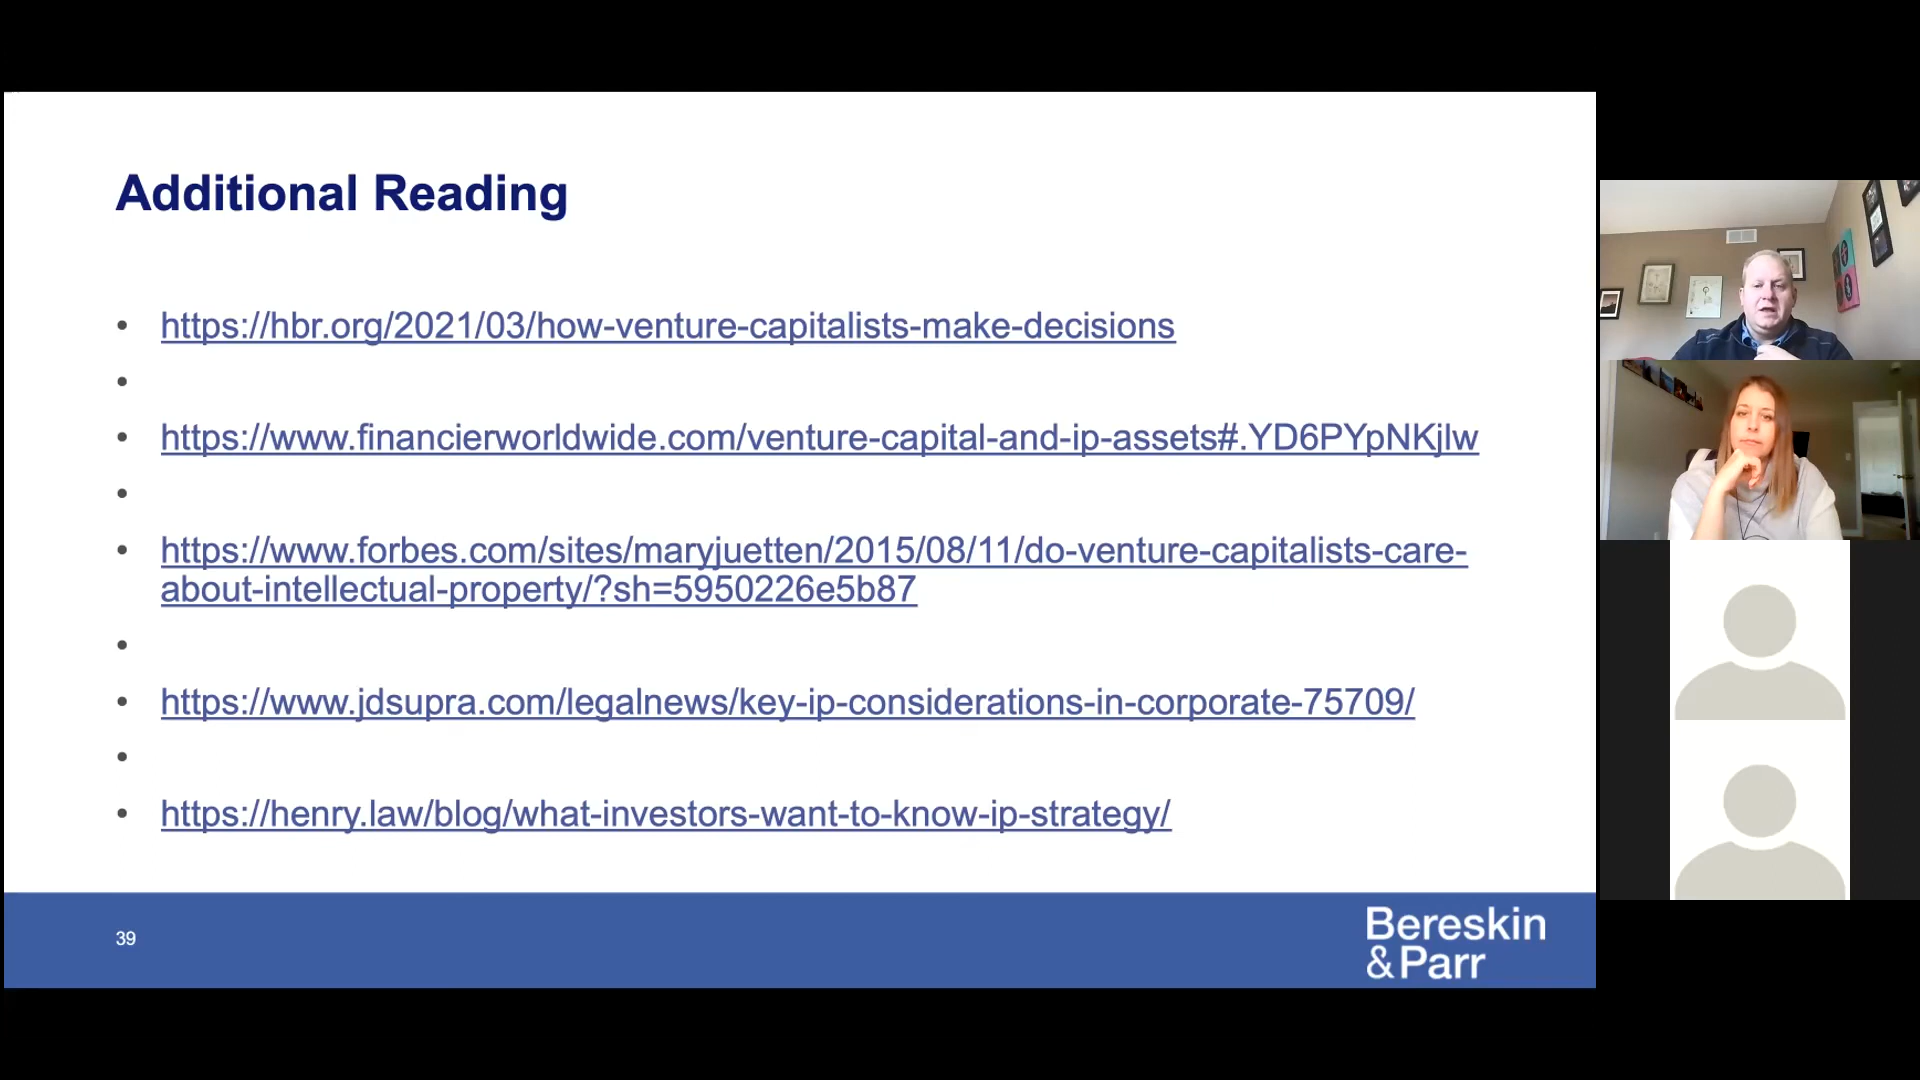 Additional Reading
• https://hbr.org/2021/03/how-venture-capitalists-make-decisions
•
• https://www.financierworldwide.com/venture-capital-and-ip-assets#.YD6PYpNKjlw
•
• https://www.forbes.com/sites/maryjuetten/2015/08/11/do-venture-capitalists-care-
about-intellectual-property/?sh=5950226e5b87
•
• https://www.jdsupra.com/legalnews/key-ip-considerations-in-corporate-75709/
•
• https://henry.law/blog/what-investors-want-to-know-ip-strategy/
39
Bereskin
& Parr